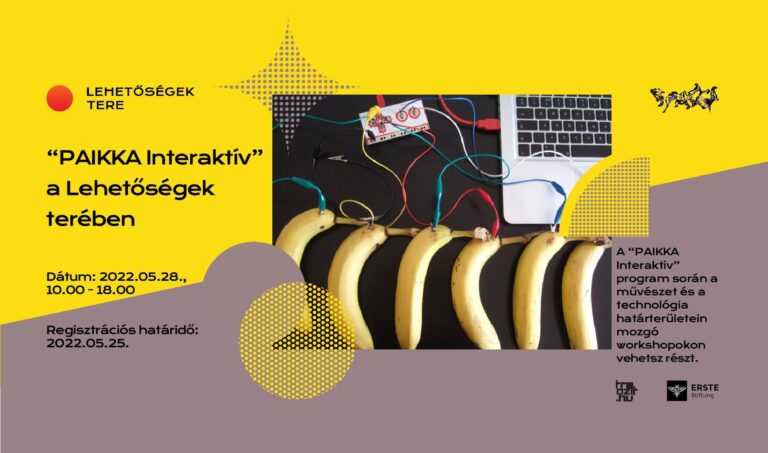 LEHETŐSÉGEK
TERE
“PAIKKA Interaktív”
a Lehetőségek
terében
Dátum: 2022.05.28.,
10.00 - 18.00
Regisztrációs határidő:
2022.05.25.
A “PAIKKA
Interaktív”
program során a
művészet és a
technológia
határterületein
mozgó
workshopokon
vehetsz részt.
ERSTE
Stiftung